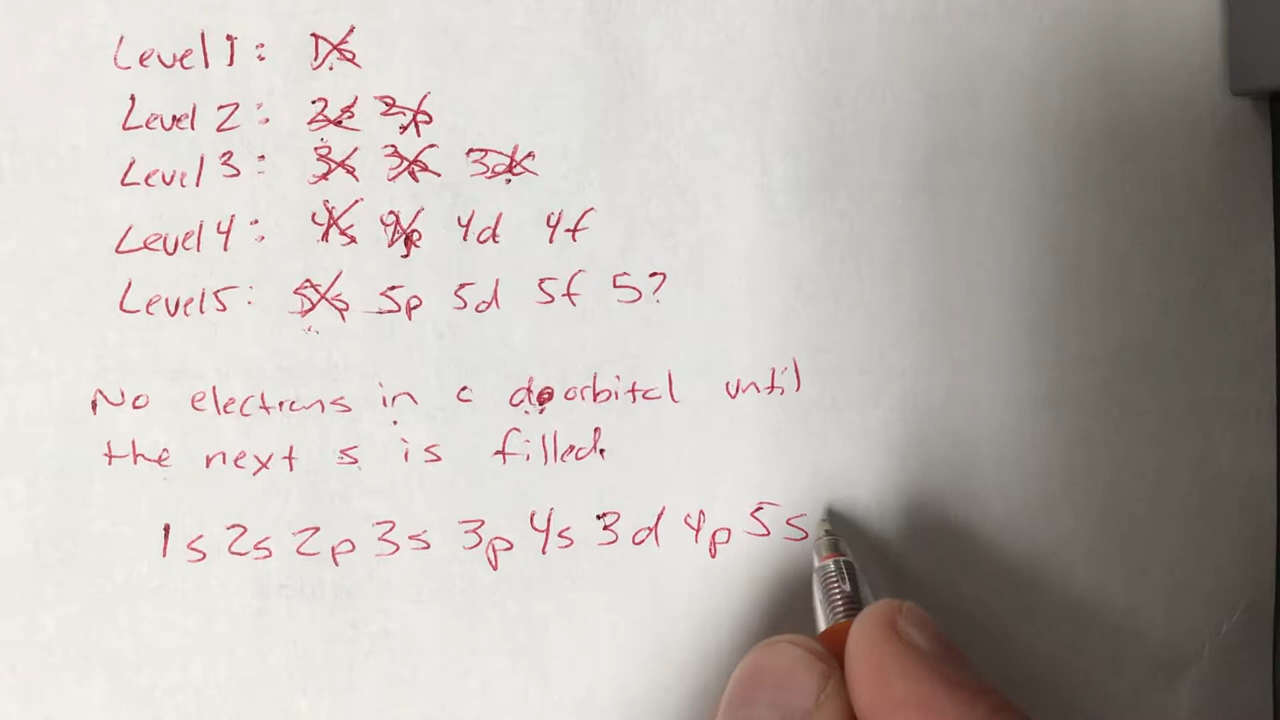 Level 1: 1s
Level 2: 2s 2p
Level 3: 3s 3p 3d
Level 4: 4s 4p 4d 4f
Level 5: 5s 5p 5d 5f 5?
No electrons in a d orbital until
the next s is filled.
1s 2s 2p 3s 3p 4s 3d 4p 5s